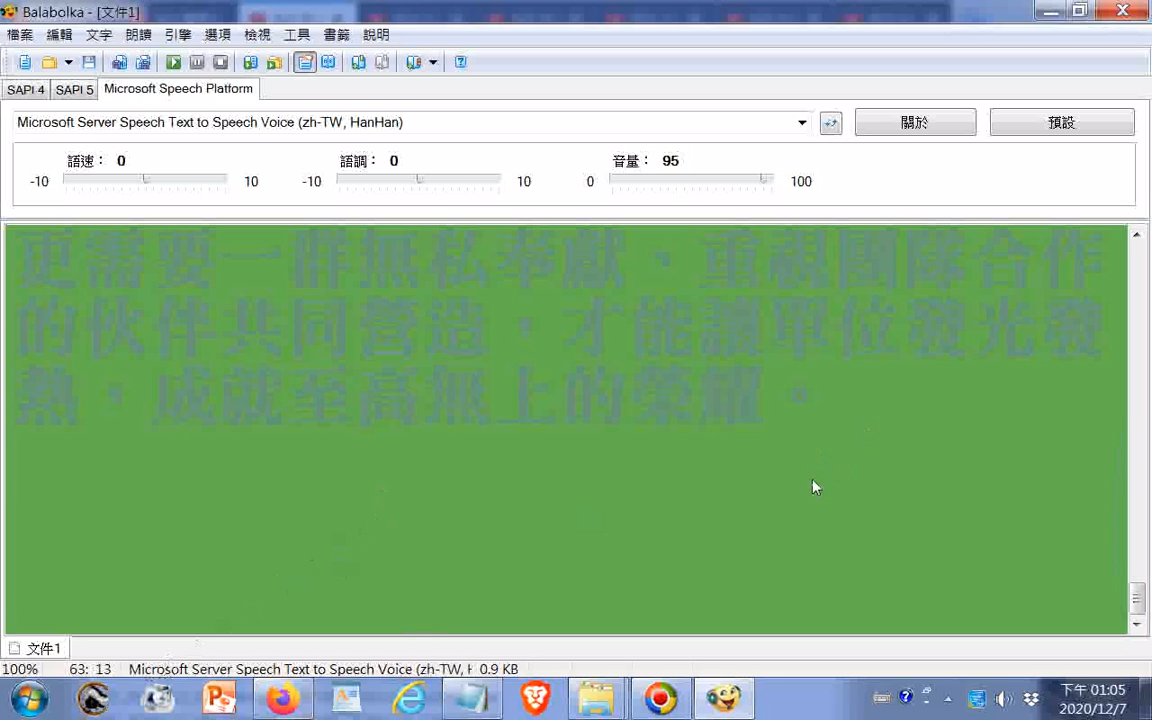 Balabolka - [文件1]
檔案 編輯 文字 朗讀 引擎 選項 檢視 工具 書籤 說明
SAPI 4 SAPI 5 Microsoft Speech Platform
Microsoft Server Speech Text to Speech Voice (zh-TW, HanHan)
關於 預設
語速： 0 語調： 0 音量： 95
-10 10 -10 10 0 100
更需要一群無私奉獻、重視團隊合作
的伙伴共同營造，才能讓單位發光發
熱，成就至高無上的榮耀。
文件1
100% 63: 13 Microsoft Server Speech Text to Speech Voice (zh-TW, H 0.9 KB
下午 01:05
2020/12/7